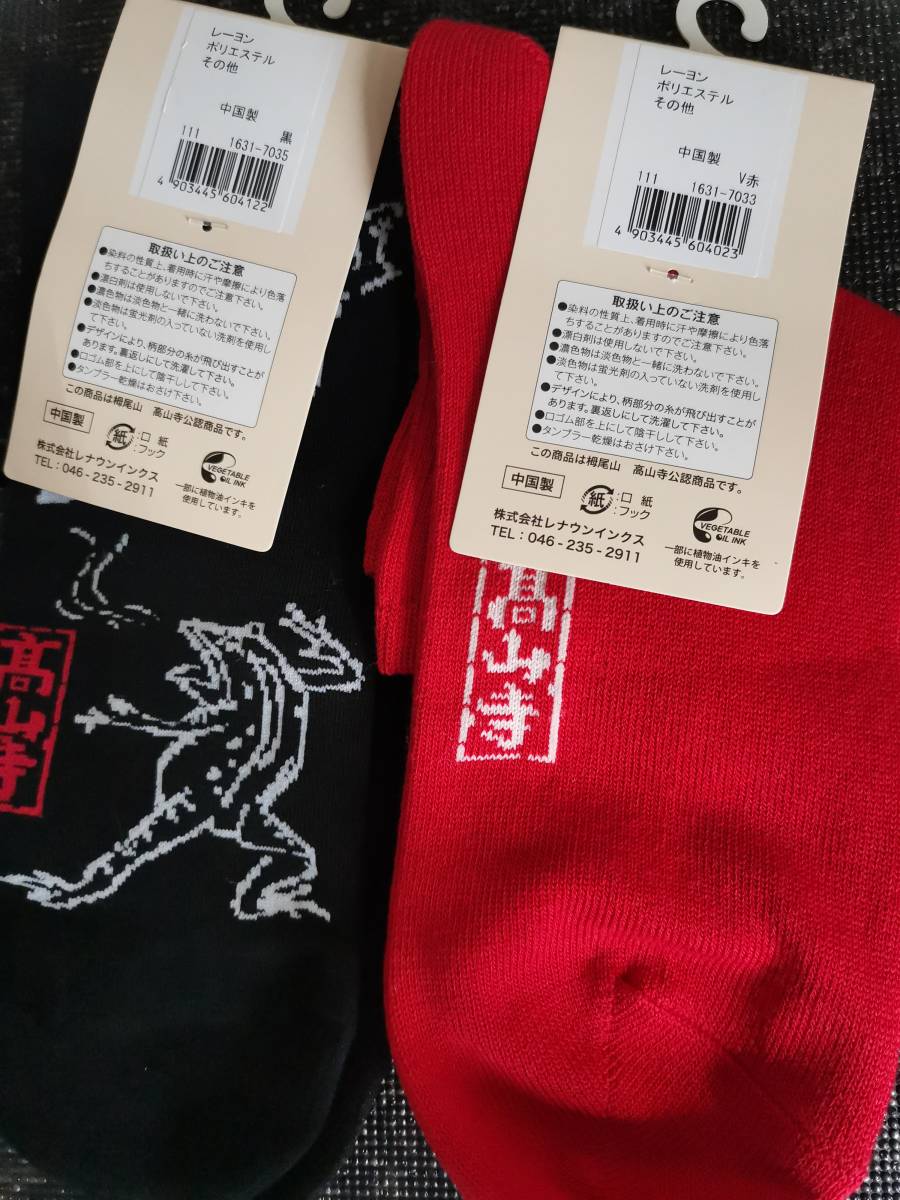 レーヨン
ポリエステル
その他
中国製
黒
111 1631-7035
4 903445 604122
取扱い上のご注意
●染料の性質上、着用時に汗や摩擦により色落
ちすることがありますのでご注意下さい。
●漂白剤は使用しないで下さい。
●濃色物は淡色物と一緒に洗わないで下さい。
●淡色物は蛍光剤の入っていない洗剤を使用し
て下さい。
●デザインにより、柄部分の糸が飛び出すことが
あります。裏返しにして洗濯して下さい。
●口ゴム部を上にして陰干しして下さい。
●タンブラー乾燥はおさけ下さい。
この商品は栂尾山 高山寺公認商品です。
中国製
紙
:口 紙
:フック
株式会社レナウンインクス
TEL:046-235-2911
VEGETABLE
OIL INK
一部に植物油インキを
使用しています。
髙山寺
レーヨン
ポリエステル
その他
中国製
V赤
111 1631-7033
4 903445 604023
取扱い上のご注意
●染料の性質上、着用時に汗や摩擦により色落
ちすることがありますのでご注意下さい。
●漂白剤は使用しないで下さい。
●濃色物は淡色物と一緒に洗わないで下さい。
●淡色物は蛍光剤の入っていない洗剤を使用し
て下さい。
●デザインにより、柄部分の糸が飛び出すことが
あります。裏返しにして洗濯して下さい。
●口ゴム部を上にして陰干しして下さい。
●タンブラー乾燥はおさけ下さい。
この商品は栂尾山 高山寺公認商品です。
中国製
紙
:口 紙
:フック
株式会社レナウンインクス
TEL:046-235-2911
VEGETABLE
OIL INK
一部に植物油インキを
使用しています。
髙山寺